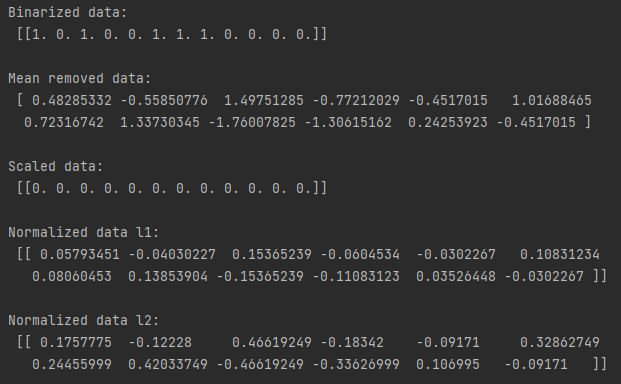 Binarized data:
[[1. 0. 1. 0. 0. 1. 1. 1. 0. 0. 0. 0.]]
Mean removed data:
[ 0.48285332 -0.55850776  1.49751285 -0.77212029 -0.4517015   1.01688465
0.72316742  1.33730345 -1.76007825 -1.30615162  0.24253923 -0.4517015 ]
Scaled data:
[[0. 0. 0. 0. 0. 0. 0. 0. 0. 0. 0. 0.]]
Normalized data l1:
[[ 0.05793451 -0.04030227  0.15365239 -0.0604534  -0.0302267   0.10831234
0.08060453  0.13853904 -0.15365239 -0.11083123  0.03526448 -0.0302267 ]]
Normalized data l2:
[[ 0.1757775  -0.12228     0.46619249 -0.18342    -0.09171     0.32862749
0.24455999  0.42033749 -0.46619249 -0.33626999  0.106995   -0.09171   ]]